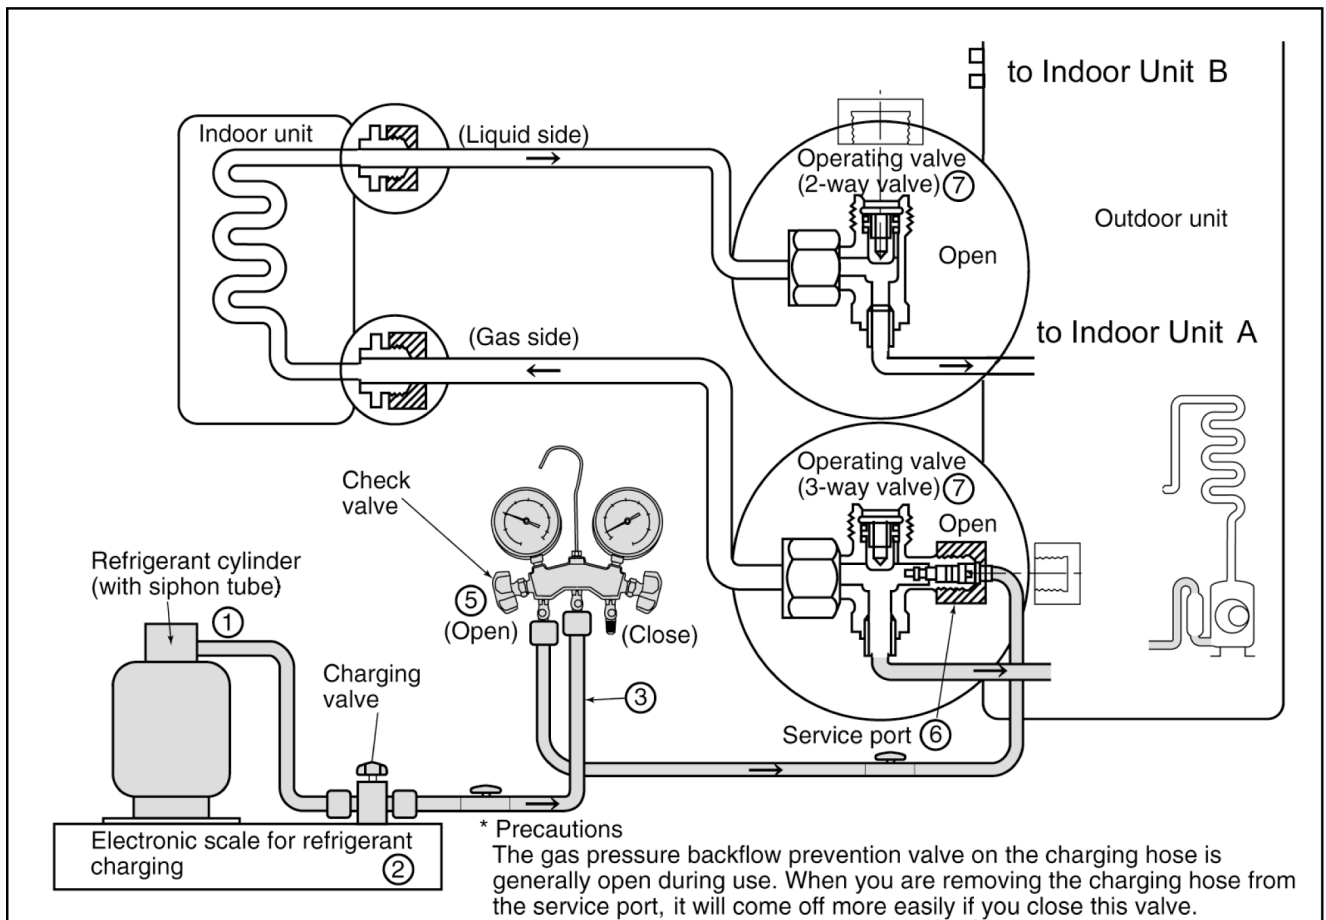 to Indoor Unit B
Indoor unit
(Liquid side)
Operating valve
(2-way valve) ⑦
Outdoor unit
Open
to Indoor Unit A
(Gas side)
Operating valve
(3-way valve) ⑦
Open
Check
valve
Refrigerant cylinder
(with siphon tube)
①
⑤
(Open)
(Close)
Charging
valve
③
Service port ⑥
Electronic scale for refrigerant
charging ②
* Precautions
The gas pressure backflow prevention valve on the charging hose is
generally open during use. When you are removing the charging hose from
the service port, it will come off more easily if you close this valve.